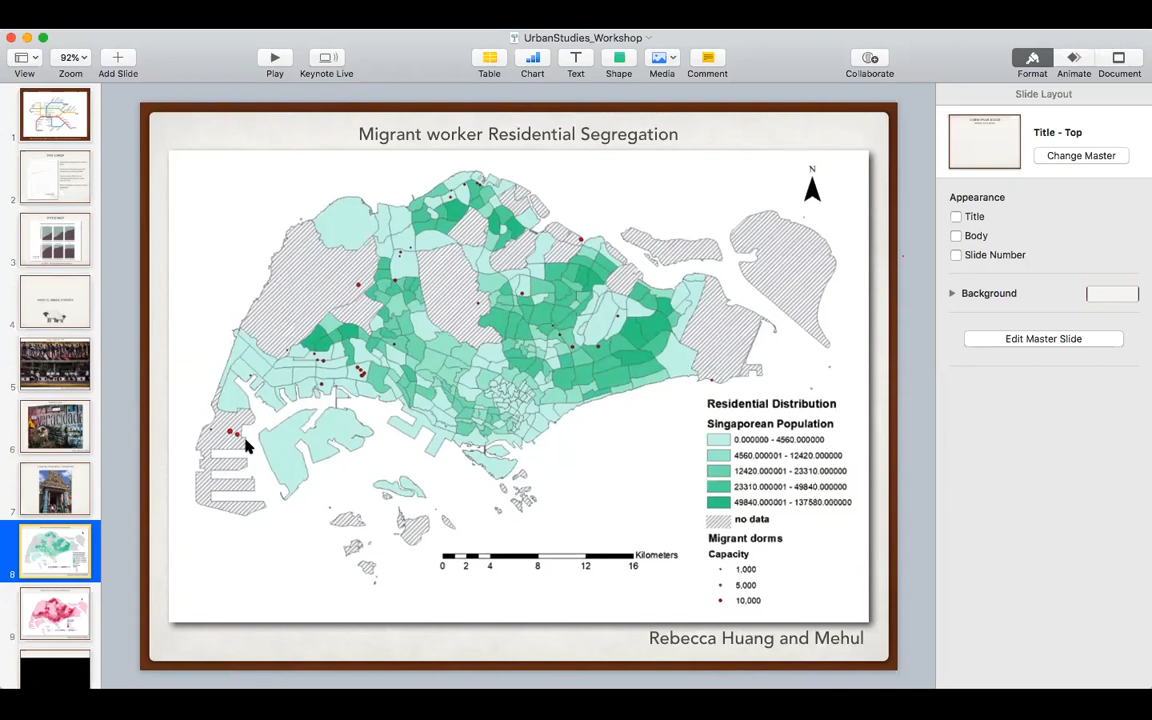 UrbanStudies_Workshop
92%
View
Zoom
Add Slide
Play
Keynote Live
Table
Chart
Text
Shape
Media
Comment
Collaborate
Format
Animate
Document
Slide Layout
Title - Top
Change Master
Appearance
Title
Body
Slide Number
Background
Edit Master Slide
1
2
3
4
5
6
7
8
9
Migrant worker Residential Segregation
N
Residential Distribution
Singaporean Population
0.000000 - 4560.000000
4560.000001 - 12420.000000
12420.000001 - 23310.000000
23310.000001 - 49840.000000
49840.000001 - 137580.000000
no data
Migrant dorms
Capacity
1,000
5,000
10,000
Kilometers
0 2 4 8 12 16
Rebecca Huang and Mehul